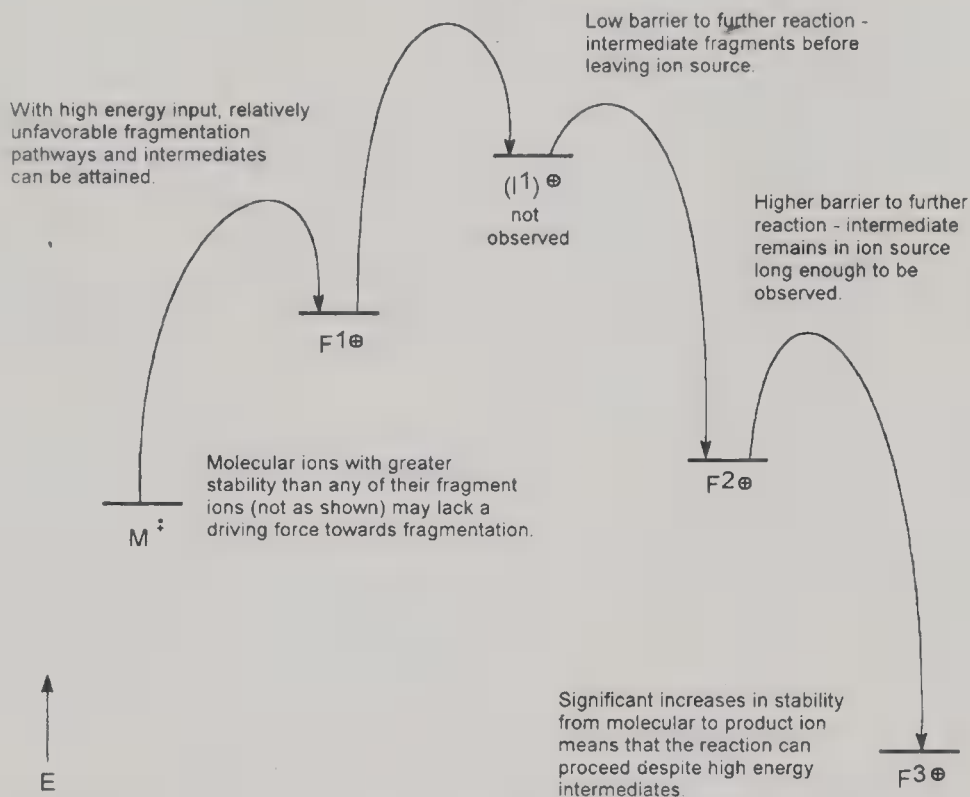 Low barrier to further reaction -
intermediate fragments before
leaving ion source.
With high energy input, relatively
unfavorable fragmentation
pathways and intermediates
can be attained.
(I1)⊕
not
observed
Higher barrier to further
reaction - intermediate
remains in ion source
long enough to be
observed.
F1⊕
Molecular ions with greater
stability than any of their fragment
ions (not as shown) may lack a
driving force towards fragmentation.
M‡
F2⊕
Significant increases in stability
from molecular to product ion
means that the reaction can
proceed despite high energy
intermediates.
E
F3⊕